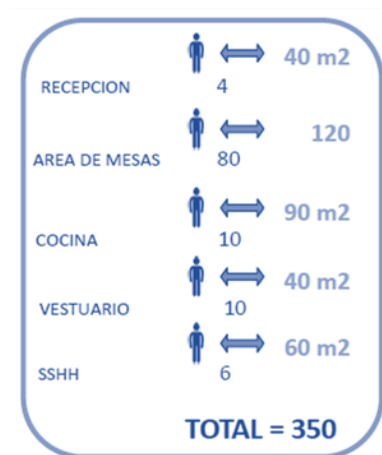 40 m2
RECEPCION 4
120
AREA DE MESAS 80
90 m2
COCINA 10
40 m2
VESTUARIO 10
60 m2
SSHH 6
TOTAL = 350